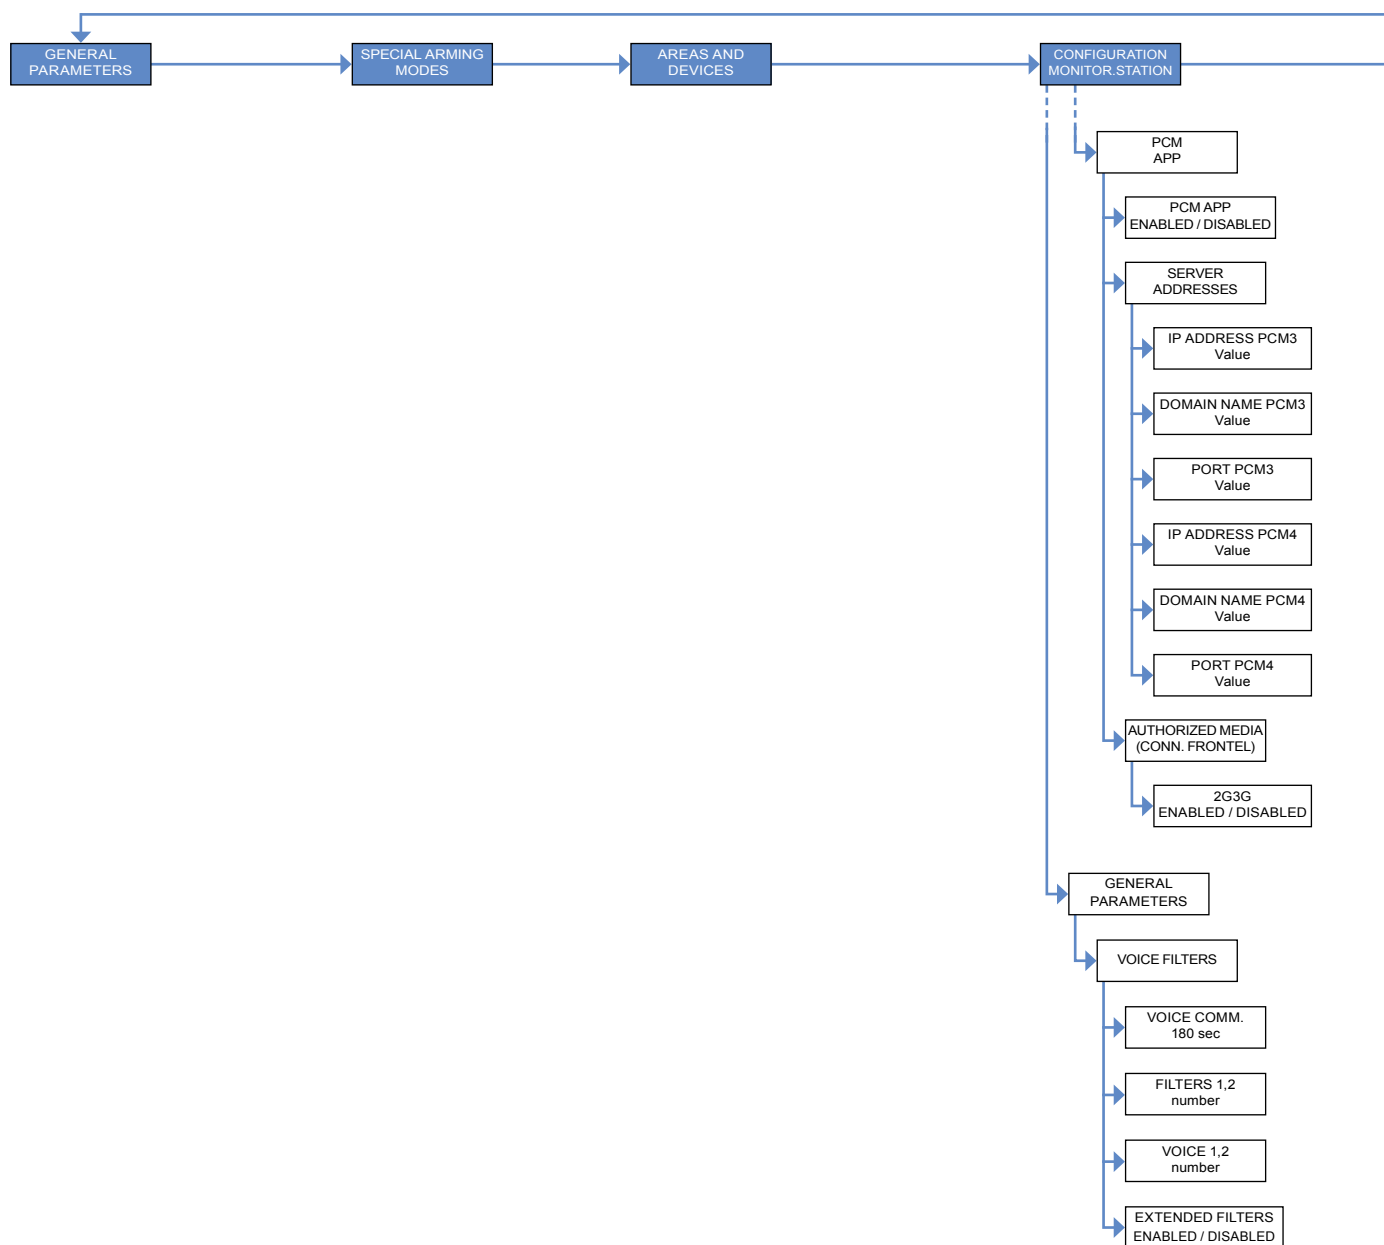 GENERAL
PARAMETERS
SPECIAL ARMING
MODES
AREAS AND
DEVICES
CONFIGURATION
MONITOR.STATION
PCM
APP
PCM APP
ENABLED / DISABLED
SERVER
ADDRESSES
IP ADDRESS PCM3
Value
DOMAIN NAME PCM3
Value
PORT PCM3
Value
IP ADDRESS PCM4
Value
DOMAIN NAME PCM4
Value
PORT PCM4
Value
AUTHORIZED MEDIA
(CONN. FRONTEL)
2G3G
ENABLED / DISABLED
GENERAL
PARAMETERS
VOICE FILTERS
VOICE COMM.
180 sec
FILTERS 1,2
number
VOICE 1,2
number
EXTENDED FILTERS
ENABLED / DISABLED